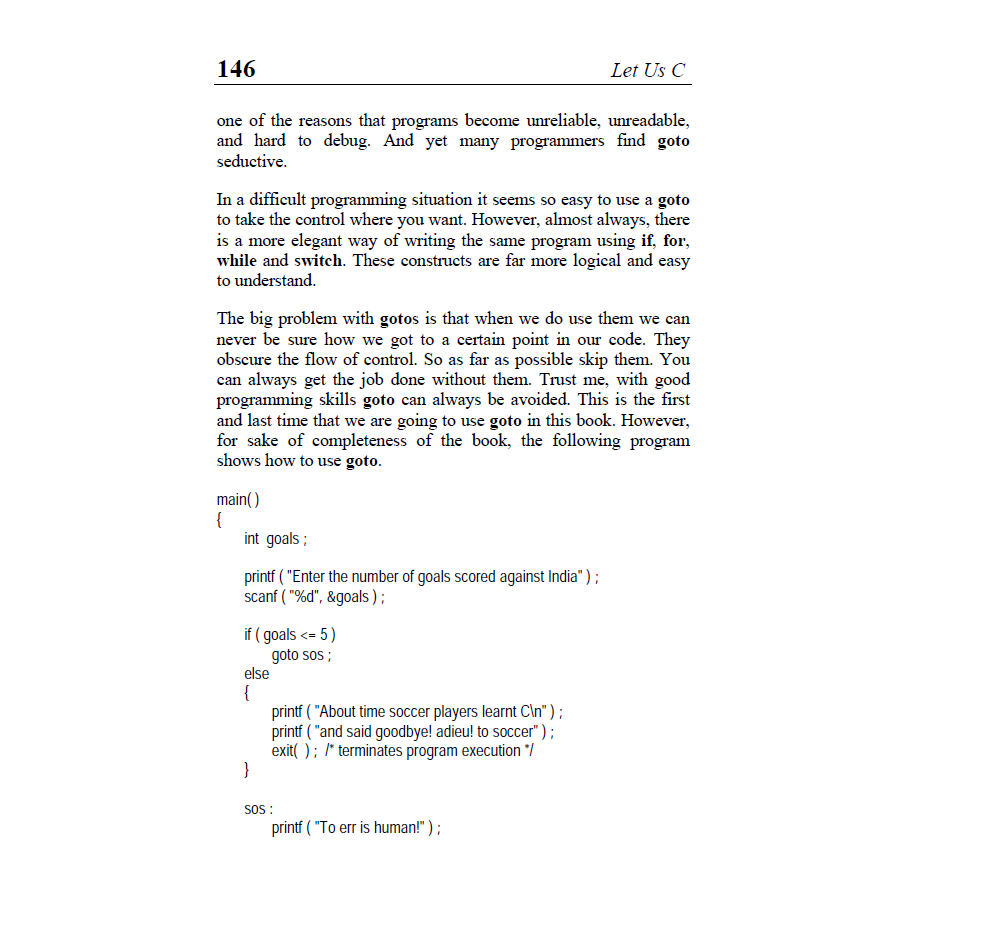 146 Let Us C
one of the reasons that programs become unreliable, unreadable,
and hard to debug. And yet many programmers find goto
seductive.
In a difficult programming situation it seems so easy to use a goto
to take the control where you want. However, almost always, there
is a more elegant way of writing the same program using if, for,
while and switch. These constructs are far more logical and easy
to understand.
The big problem with gotos is that when we do use them we can
never be sure how we got to a certain point in our code. They
obscure the flow of control. So as far as possible skip them. You
can always get the job done without them. Trust me, with good
programming skills goto can always be avoided. This is the first
and last time that we are going to use goto in this book. However,
for sake of completeness of the book, the following program
shows how to use goto.
main( )
{
int goals ;
printf ( "Enter the number of goals scored against India" ) ;
scanf ( "%d", &goals ) ;
if ( goals <= 5 )
goto sos ;
else
{
printf ( "About time soccer players learnt C\n" ) ;
printf ( "and said goodbye! adieu! to soccer" ) ;
exit( ) ; /* terminates program execution */
}
sos :
printf ( "To err is human!" ) ;